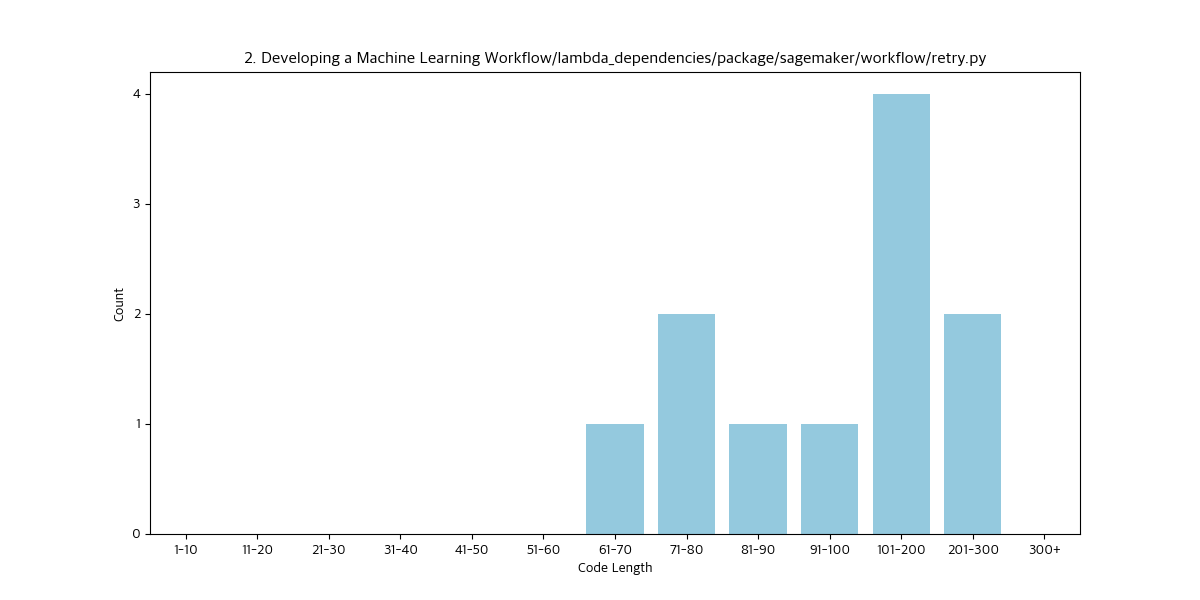 2. Developing a Machine Learning Workflow/lambda_dependencies/package/sagemaker/workflow/retry.py
4
3
2
1
0
Count
1-10 11-20 21-30 31-40 41-50 51-60 61-70 71-80 81-90 91-100 101-200 201-300 300+
Code Length